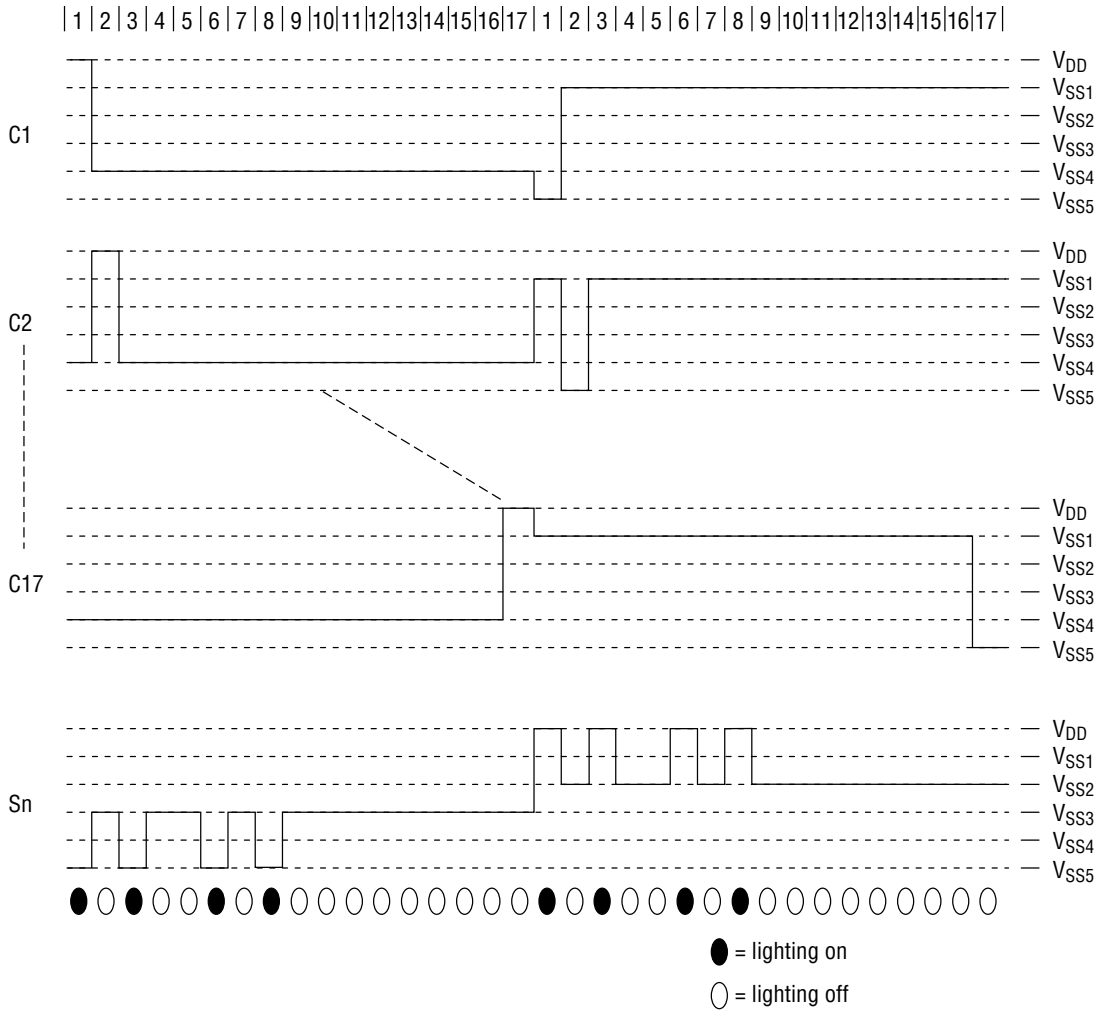 1 2 3 4 5 6 7 8 9 10 11 12 13 14 15 16 17 1 2 3 4 5 6 7 8 9 10 11 12 13 14 15 16 17
C1
VDD
VSS1
VSS2
VSS3
VSS4
VSS5
C2
VDD
VSS1
VSS2
VSS3
VSS4
VSS5
C17
VDD
VSS1
VSS2
VSS3
VSS4
VSS5
Sn
VDD
VSS1
VSS2
VSS3
VSS4
VSS5
= lighting on
= lighting off